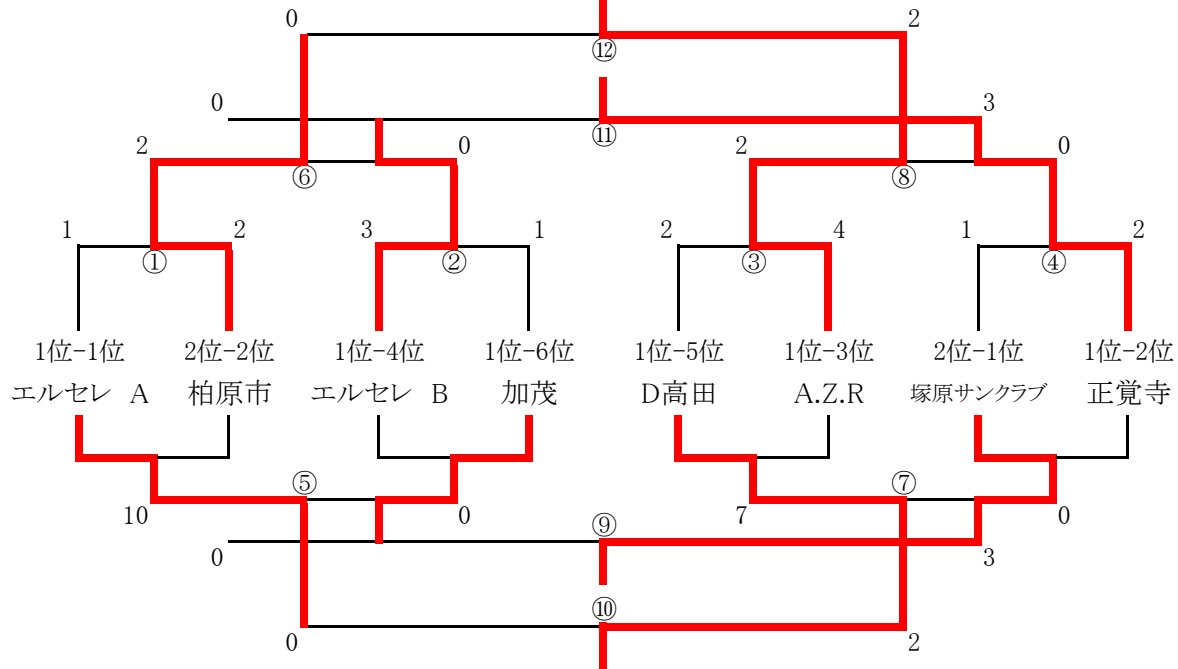 0 2
⑫
0 3
⑪
2 0 2 0
⑥ ⑧
1 2 3 1 2 4 1 2
① ② ③ ④
1位-1位 2位-2位 1位-4位 1位-6位 1位-5位 1位-3位 2位-1位 1位-2位
エルセレ A 柏原市 エルセレ B 加茂 D高田 A.Z.R 塚原サンクラブ 正覚寺
⑤ ⑦
10 0 7 0
⑨
0 3
⑩
0 2